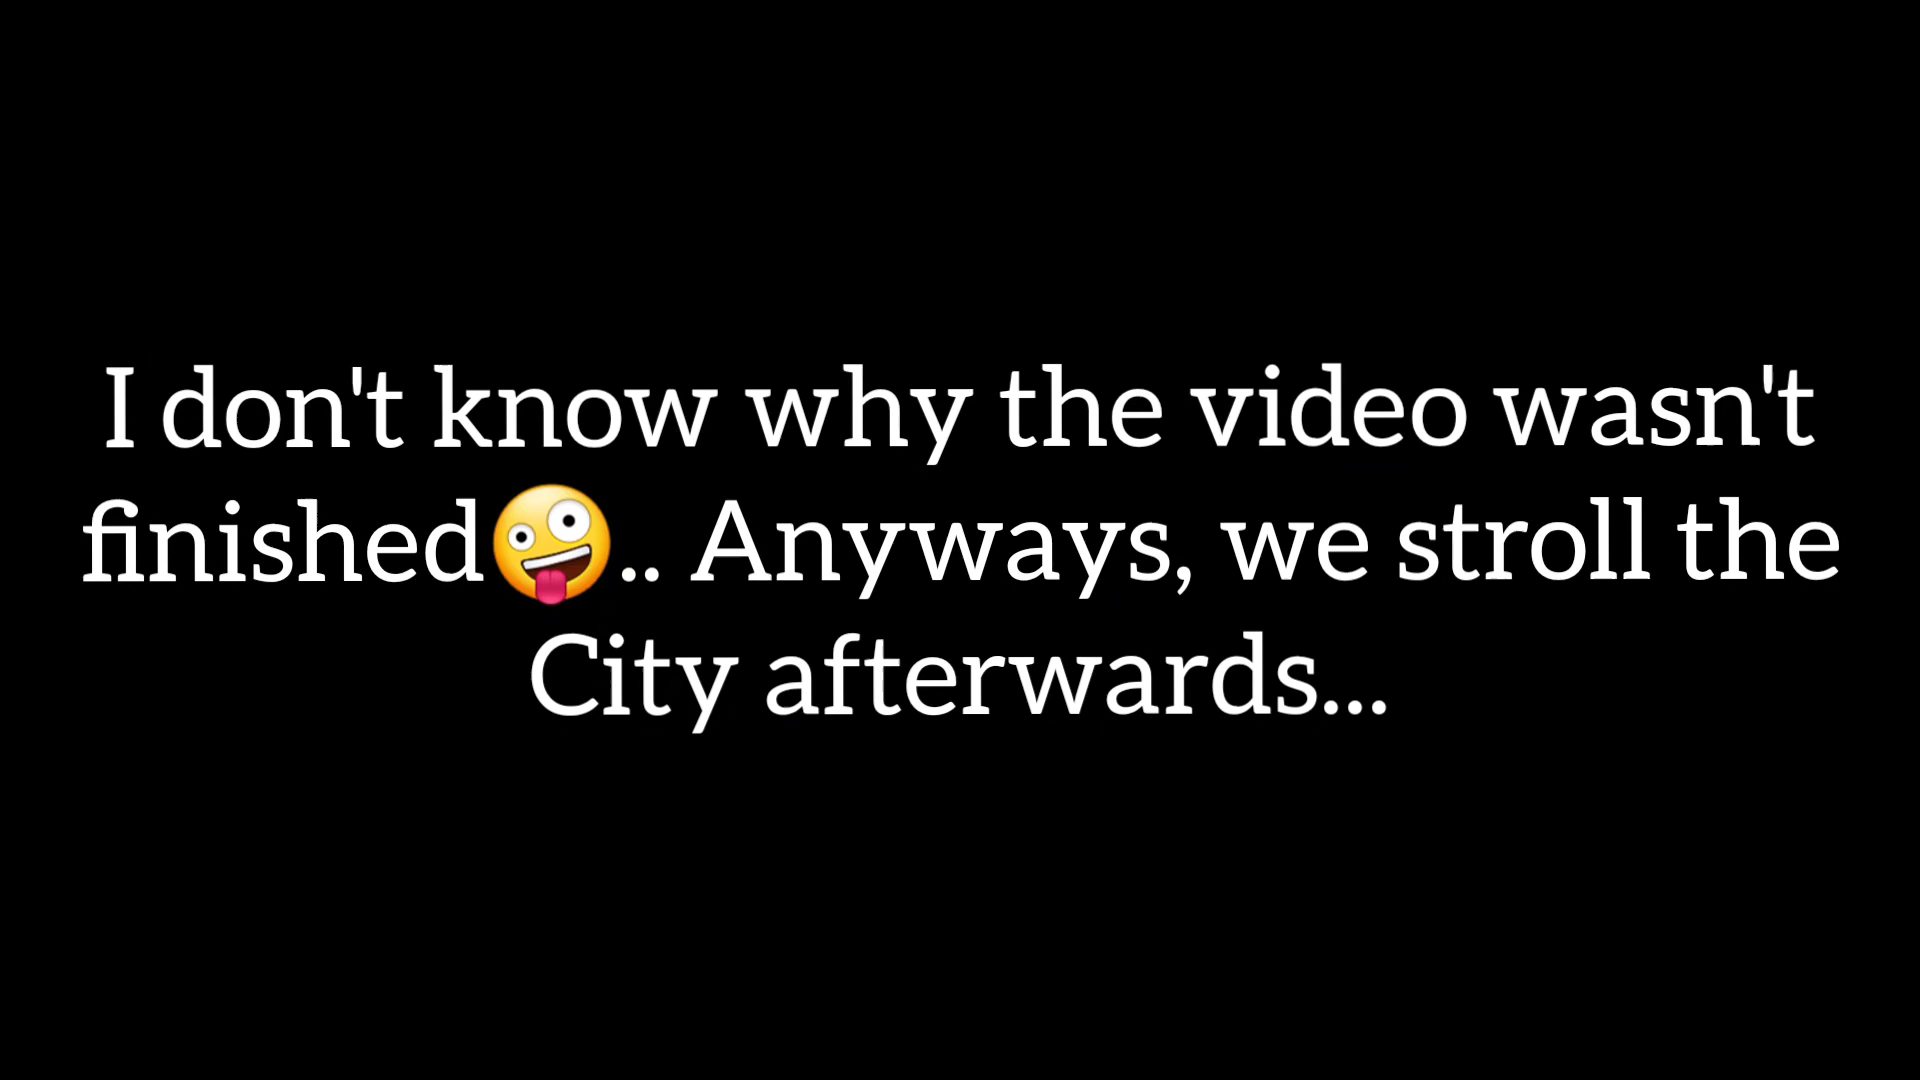 I don't know why the video wasn't
finished🤪.. Anyways, we stroll the
City afterwards...